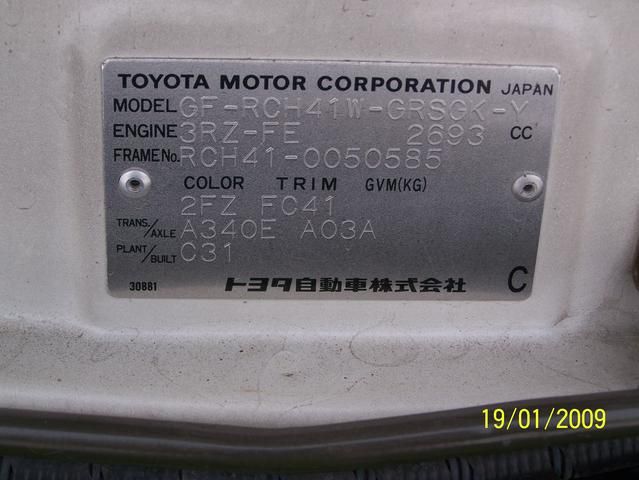 TOYOTA MOTOR CORPORATION JAPAN
MODEL GF-RCH41W-GRSGK-Y
ENGINE 3RZ-FE 2693 CC
FRAME No. RCH41-0050585
COLOR TRIM GVM(KG)
2FZ FC41
TRANS./AXLE A340E A03A
PLANT/BUILT C31
30881 トヨタ自動車株式会社 C
19/01/2009